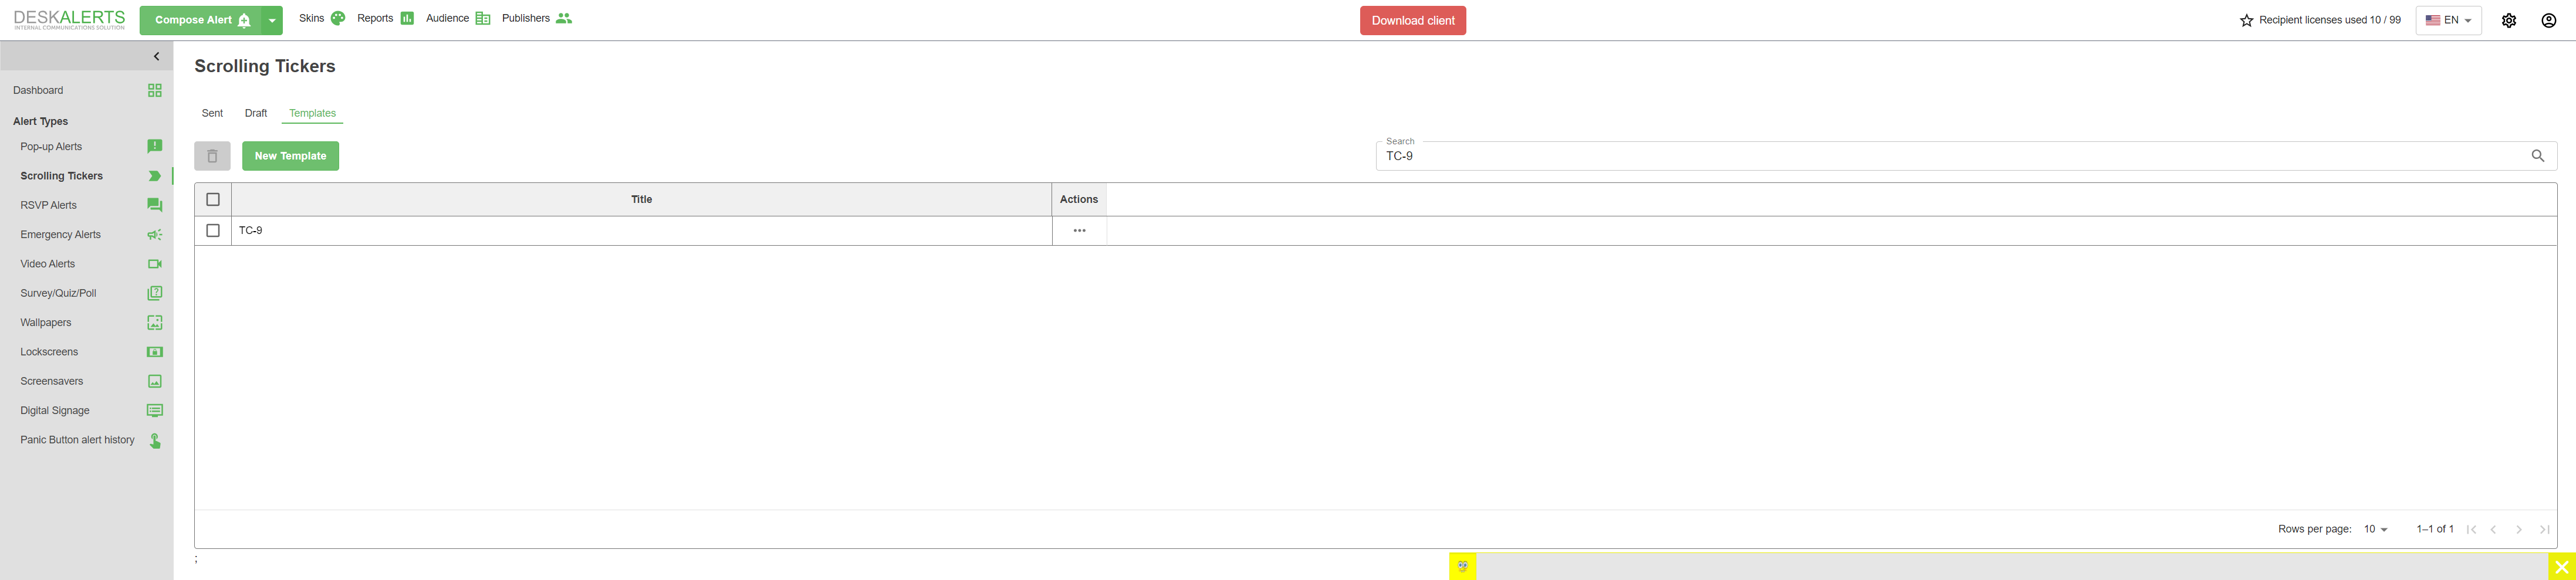 DESKALERTS
INTERNAL COMMUNICATIONS SOLUTION
Compose Alert
Skins
Reports
Audience
Publishers
Download client
Recipient licenses used 10 / 99
EN
Dashboard
Alert Types
Pop-up Alerts
Scrolling Tickers
RSVP Alerts
Emergency Alerts
Video Alerts
Survey/Quiz/Poll
Wallpapers
Lockscreens
Screensavers
Digital Signage
Panic Button alert history
Scrolling Tickers
Sent
Draft
Templates
New Template
Search
TC-9
Title
Actions
TC-9
Rows per page: 10
1–1 of 1
;